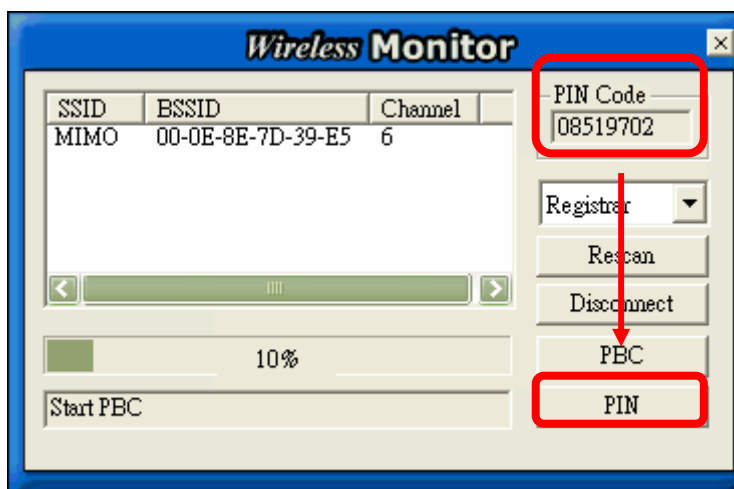 Wireless Monitor
SSID BSSID Channel
MIMO 00-0E-8E-7D-39-E5 6
PIN Code
08519702
Registrar
Rescan
Disconnect
10%
PBC
Start PBC
PIN